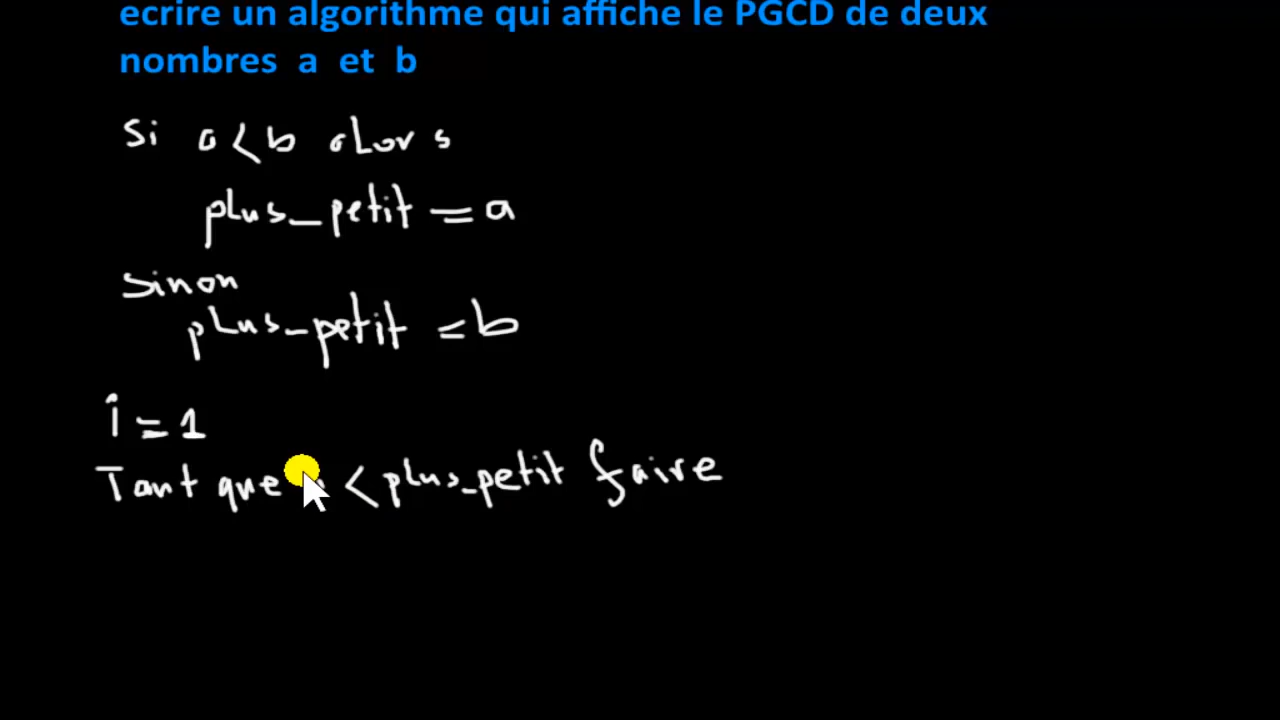 ecrire un algorithme qui affiche le PGCD de deux
nombres a et b
Si a < b alors
plus_petit = a
Sinon
plus_petit = b
i = 1
Tant que < plus_petit faire